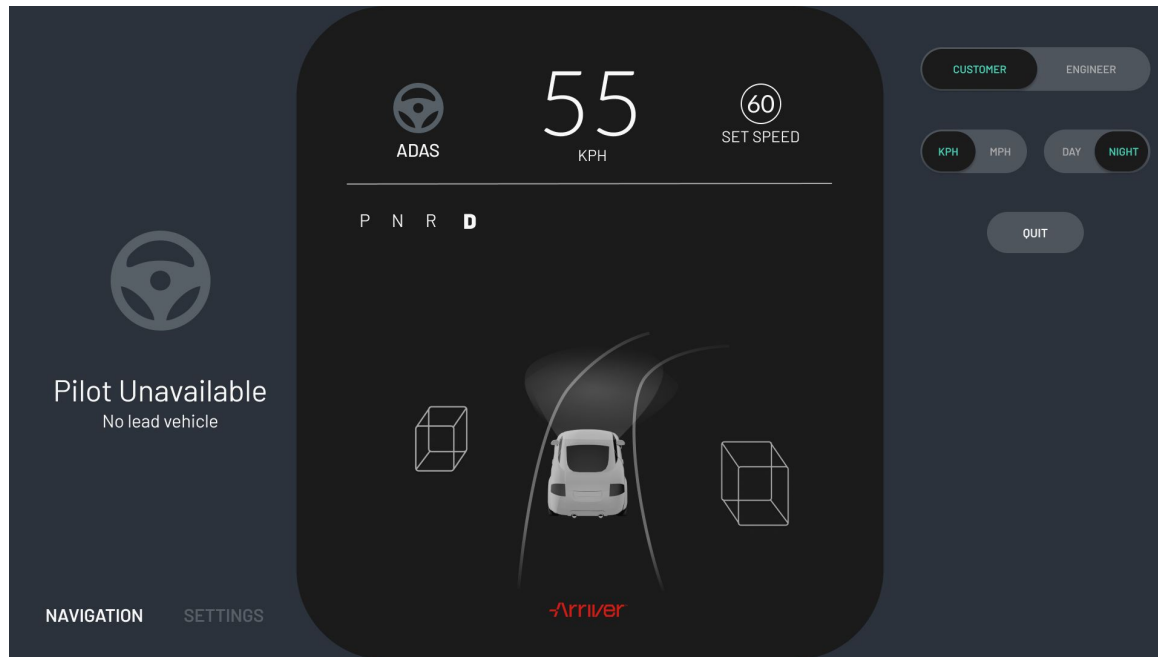 55
KPH
ADAS
60
SET SPEED
P N R D
Pilot Unavailable
No lead vehicle
NAVIGATION SETTINGS
Arriver
CUSTOMER ENGINEER
KPH MPH
DAY NIGHT
QUIT